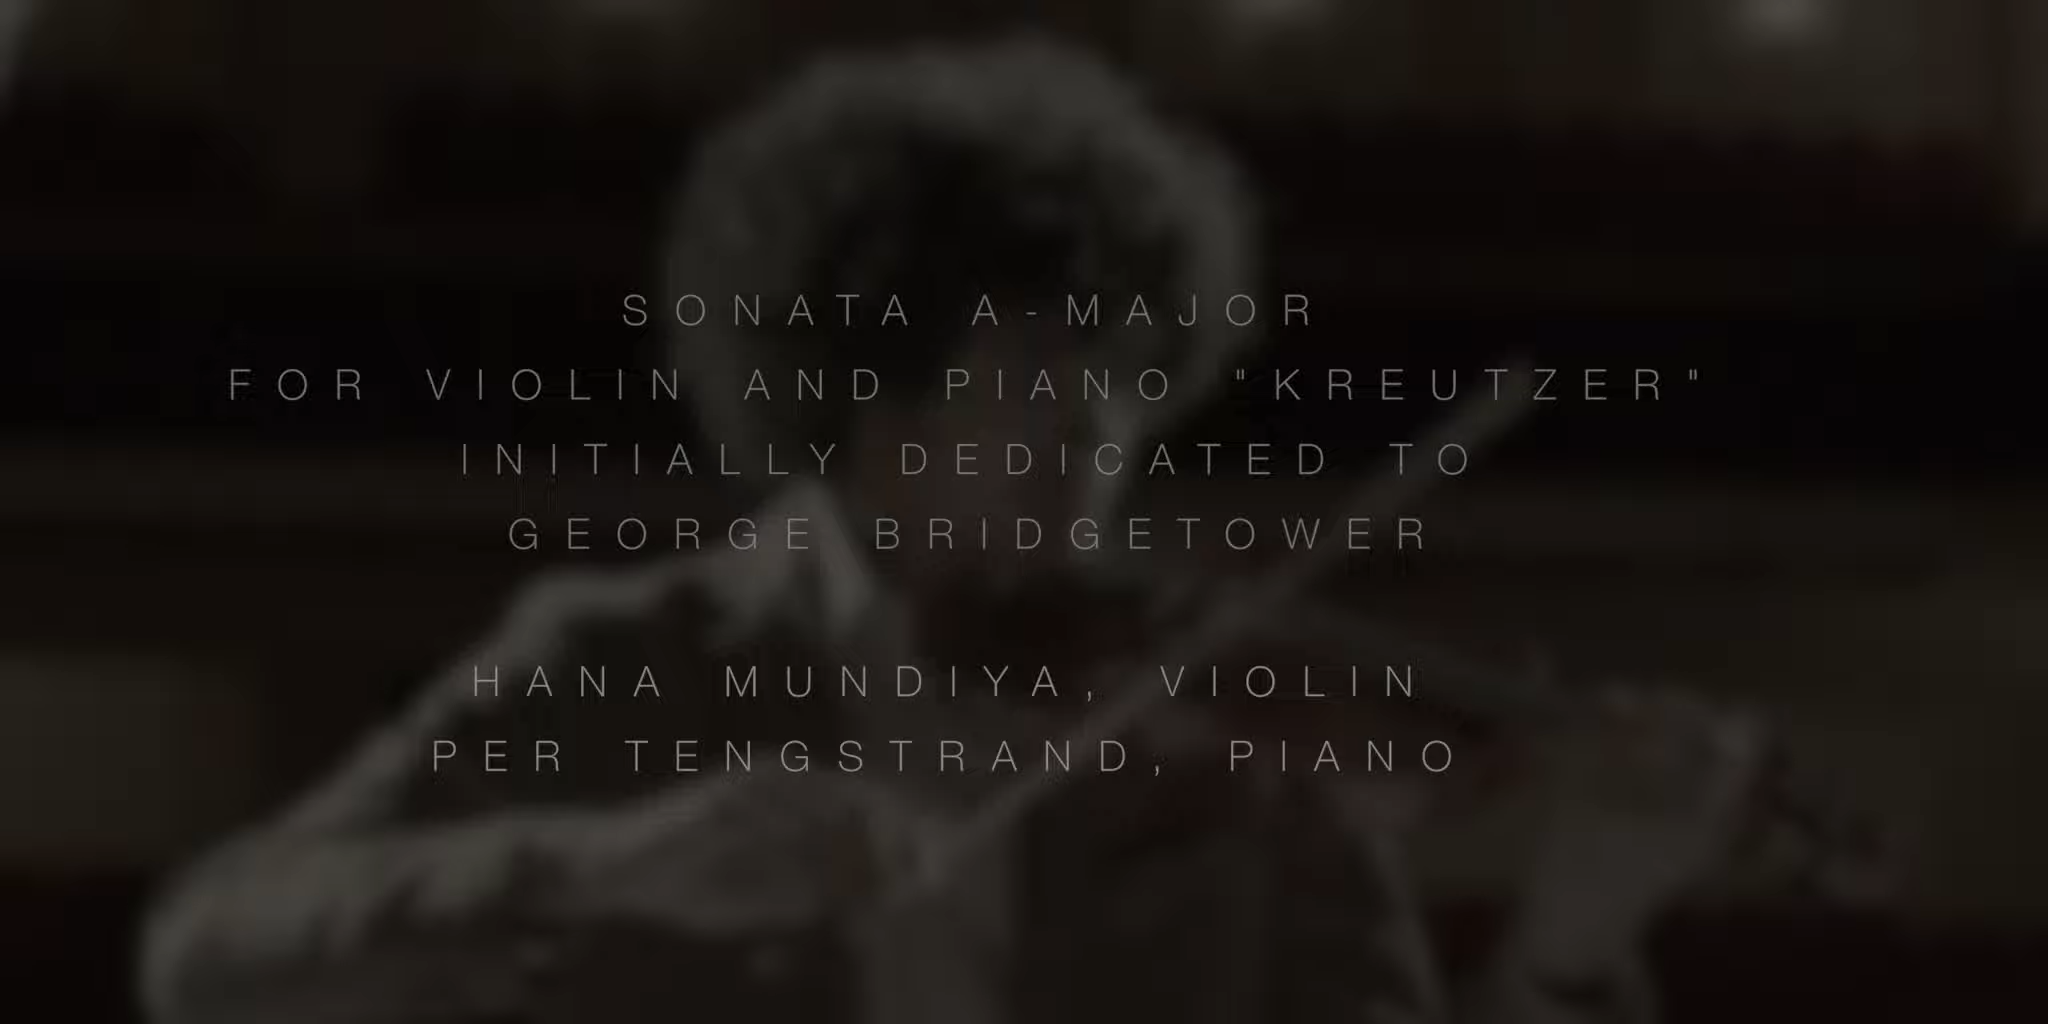 SONATA A-MAJOR
FOR VIOLIN AND PIANO "KREUTZER"
INITIALLY DEDICATED TO
GEORGE BRIDGETOWER
HANA MUNDIYA, VIOLIN
PER TENGSTRAND, PIANO